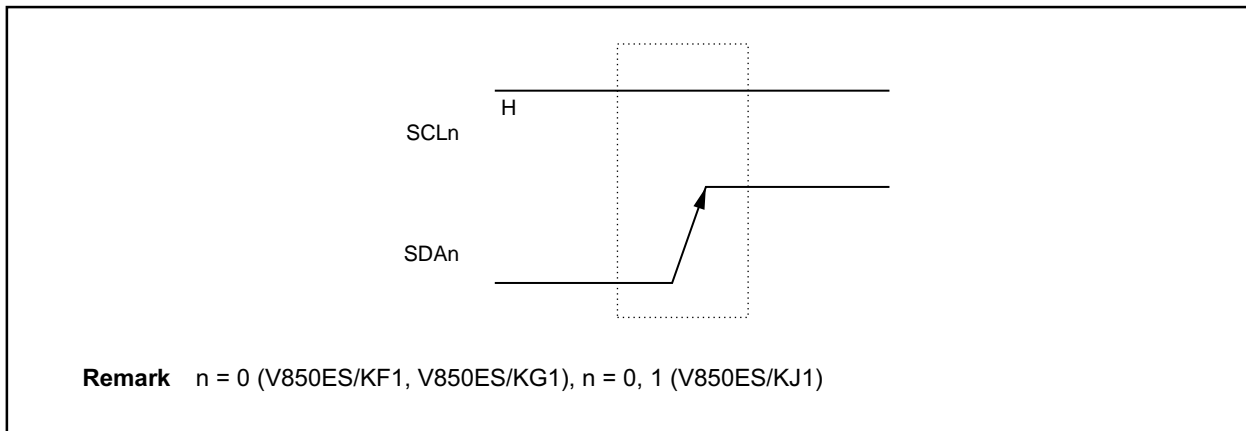 H
SCLn
SDAn
Remark n = 0 (V850ES/KF1, V850ES/KG1), n = 0, 1 (V850ES/KJ1)